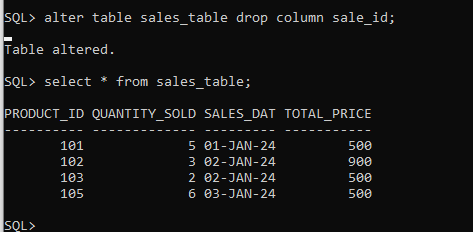 SQL> alter table sales_table drop column sale_id;
Table altered.
SQL> select * from sales_table;
PRODUCT_ID QUANTITY_SOLD SALES_DAT TOTAL_PRICE
---------- ------------- --------- -----------
101 5 01-JAN-24 500
102 3 02-JAN-24 900
103 2 02-JAN-24 500
105 6 03-JAN-24 500
SQL>